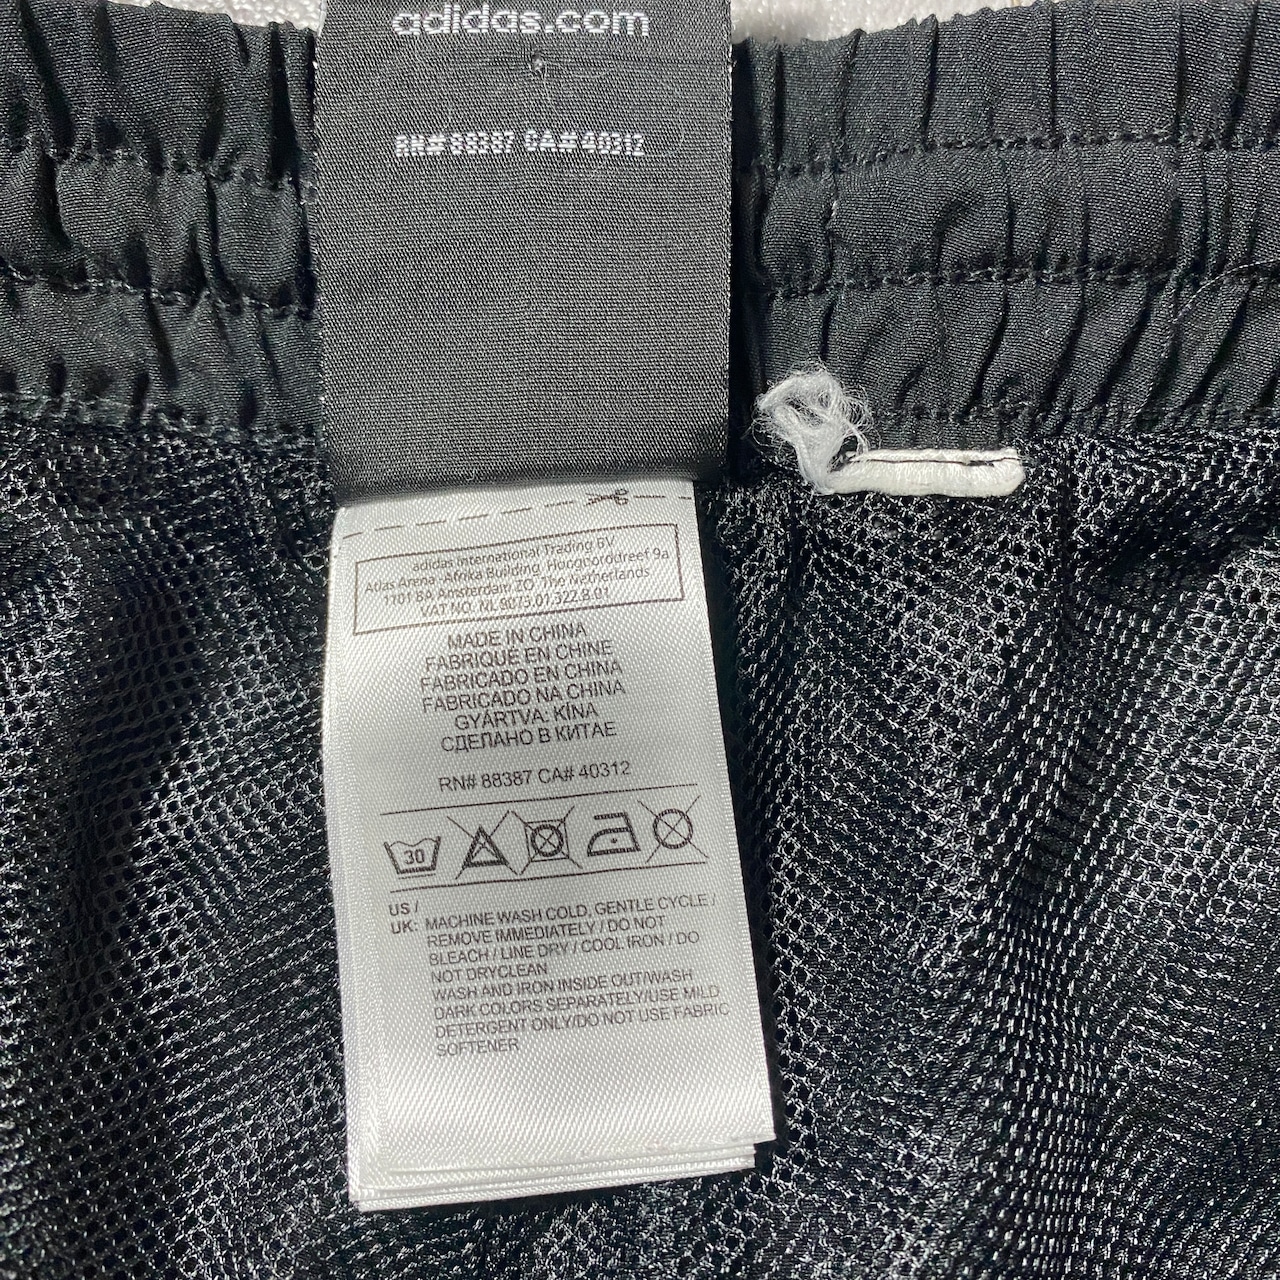 adidas.com
RN# 88387 CA# 40312
adidas International Trading BV
Atlas Arena -Afrika Building, Hoogoorddreef 9a
1101 BA Amsterdam ZO, The Netherlands
VAT NO. NL 8073.01.322.B.01
MADE IN CHINA
FABRIQUÉ EN CHINE
FABRICADO EN CHINA
FABRICADO NA CHINA
GYÁRTVA: KÍNA
СДЕЛАНО В КИТАЕ
RN# 88387 CA# 40312
30
US /
UK: MACHINE WASH COLD, GENTLE CYCLE /
REMOVE IMMEDIATELY / DO NOT
BLEACH / LINE DRY / COOL IRON / DO
NOT DRYCLEAN
WASH AND IRON INSIDE OUT/WASH
DARK COLORS SEPARATELY/USE MILD
DETERGENT ONLY/DO NOT USE FABRIC
SOFTENER